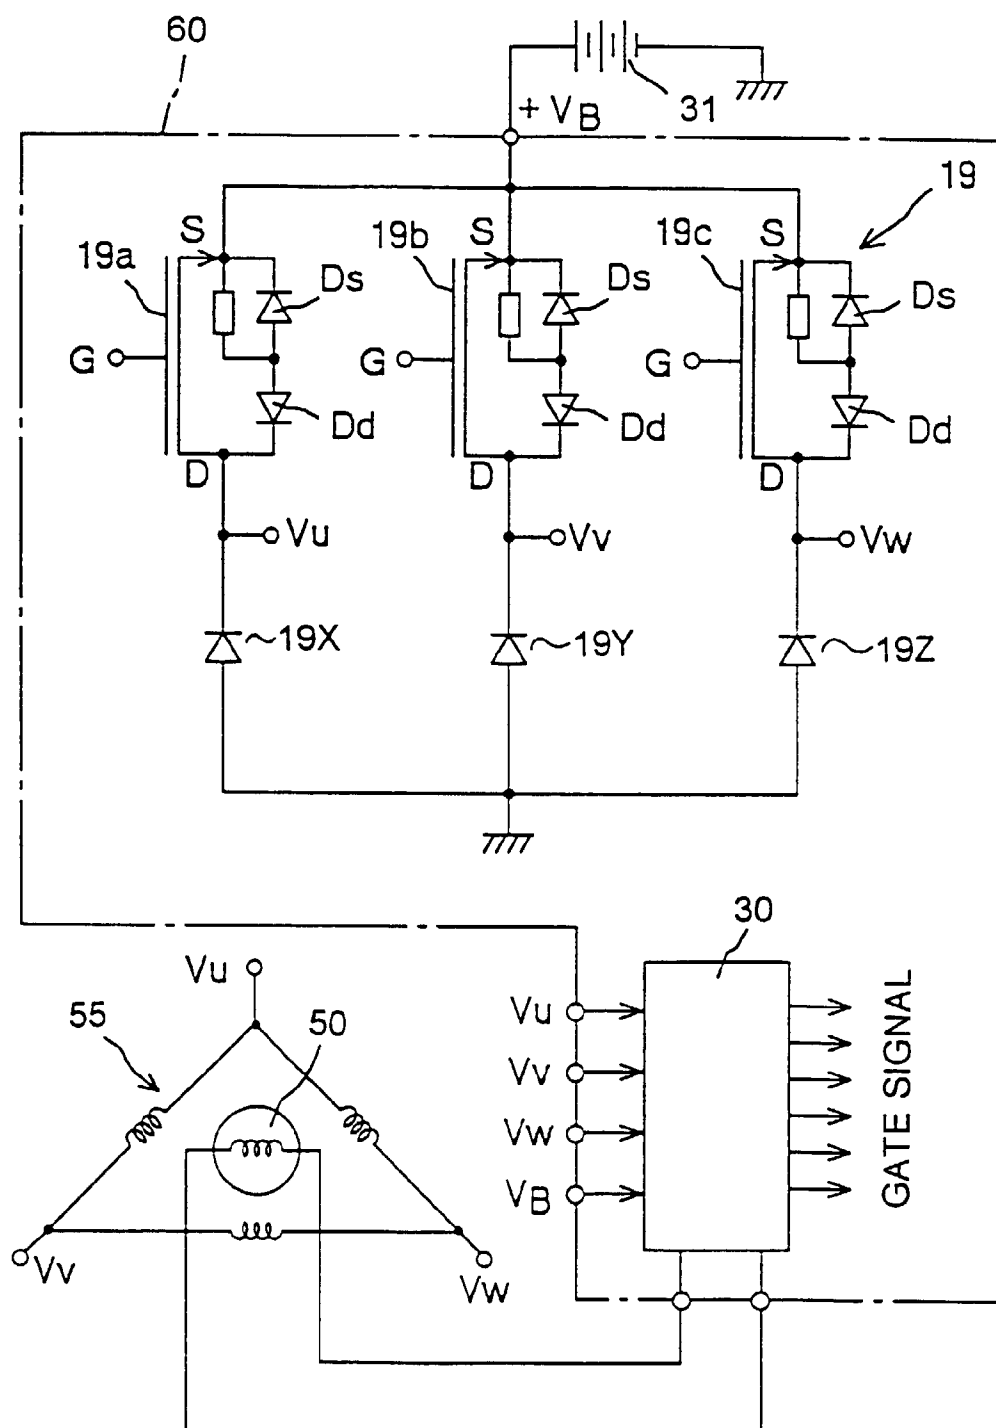 60
31
+ VB
19
19a
S
Ds
G
Dd
D
Vu
19b
S
Ds
G
Dd
D
Vv
19c
S
Ds
G
Dd
D
Vw
19X
19Y
19Z
30
Vu
Vv
Vw
VB
GATE SIGNAL
55
50
Vu
Vv
Vw